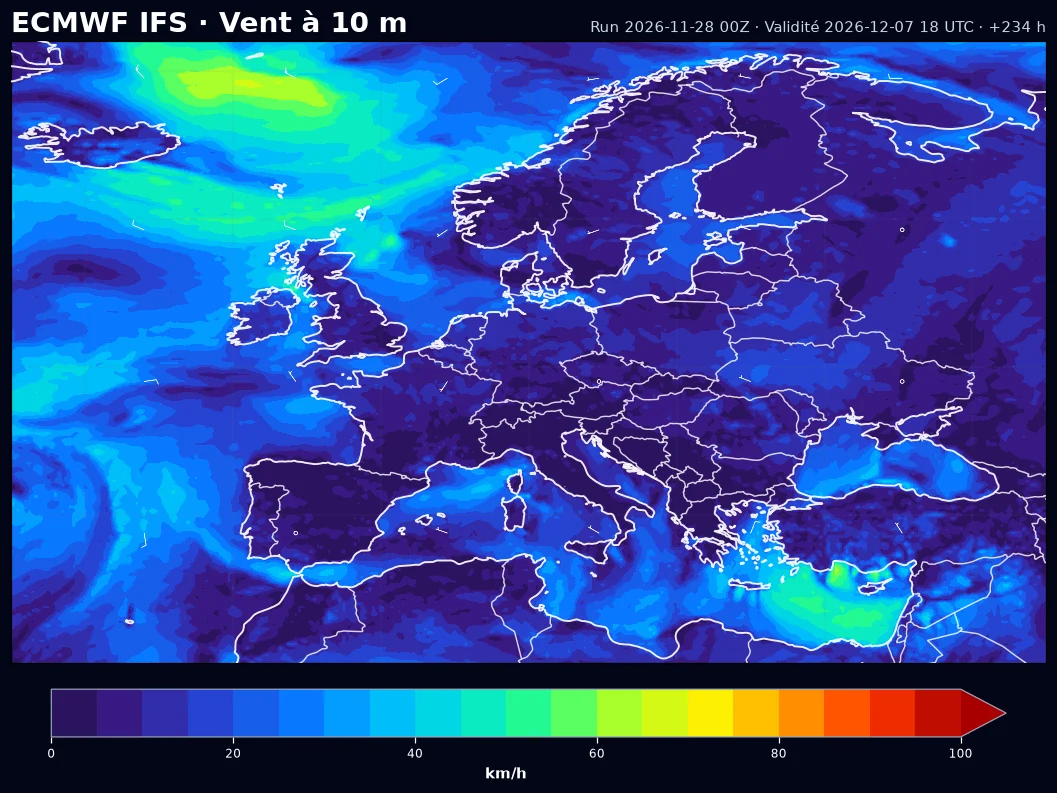 ECMWF IFS · Vent à 10 m
Run 2026-11-28 00Z · Validité 2026-12-07 18 UTC · +234 h
0 20 40 60 80 100
km/h